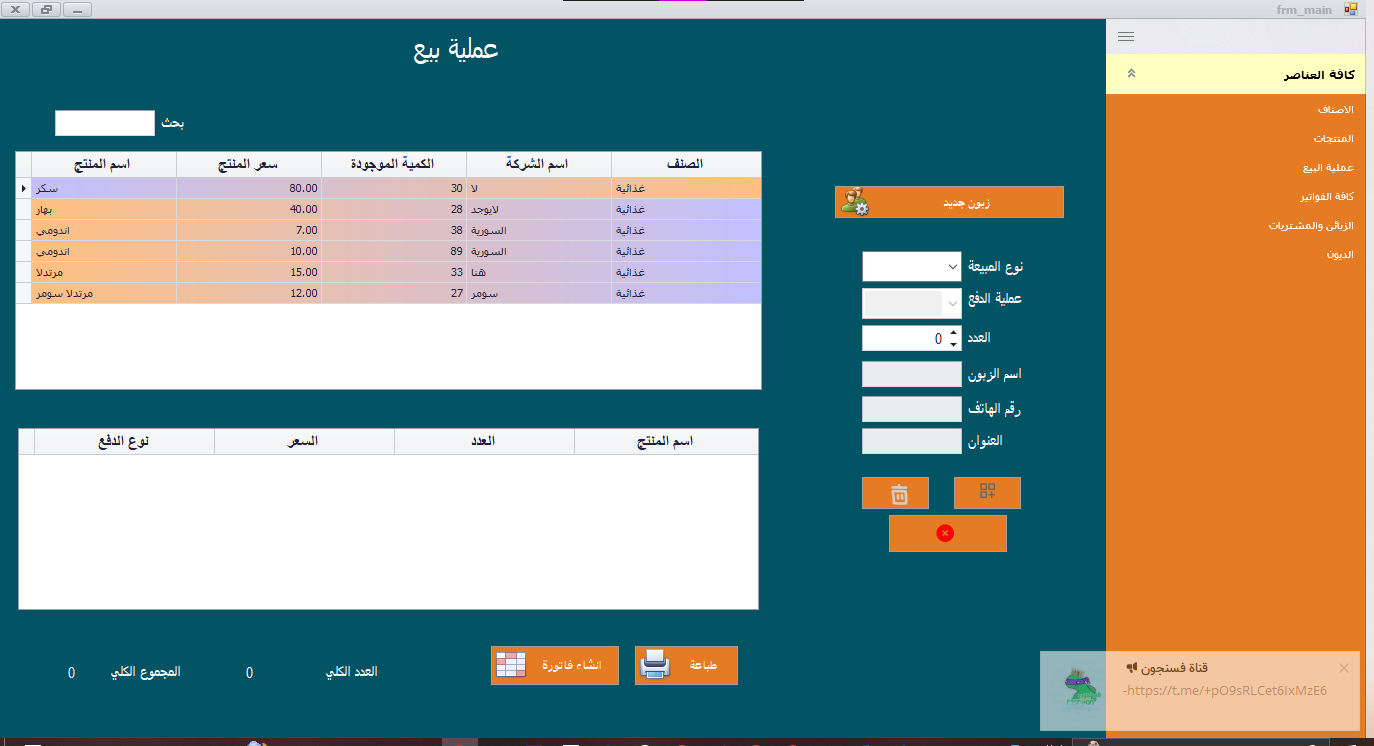 frm_main
كافة العناصر
الاصناف
المنتجات
عملية البيع
كافة الفواتير
الزبائن والمشتريات
الديون
عملية بيع
بحث
الصنف اسم الشركة الكمية الموجودة سعر المنتج اسم المنتج
غذائية لا 30 80.00 سكر
غذائية لايوجد 28 40.00 بهار
غذائية السورية 38 7.00 اندومي
غذائية السورية 89 10.00 اندومي
غذائية هنا 33 15.00 مرتدلا
غذائية سومر 27 12.00 مرتدلا سومر
زبون جديد
نوع المبيعة
عملية الدفع
العدد 0
اسم الزبون
رقم الهاتف
العنوان
اسم المنتج العدد السعر نوع الدفع
طباعة
انشاء فاتورة
العدد الكلي 0
المجموع الكلي 0
قناة فسنجون
-https://t.me/+pO9sRLCet6IxMzE6